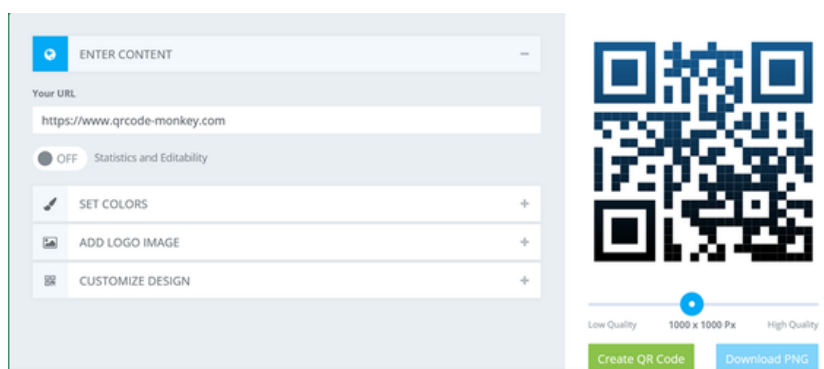 ENTER CONTENT
Your URL
https://www.qrcode-monkey.com
OFF Statistics and Editability
SET COLORS
ADD LOGO IMAGE
CUSTOMIZE DESIGN
Low Quality 1000 x 1000 Px High Quality
Create QR Code Download PNG